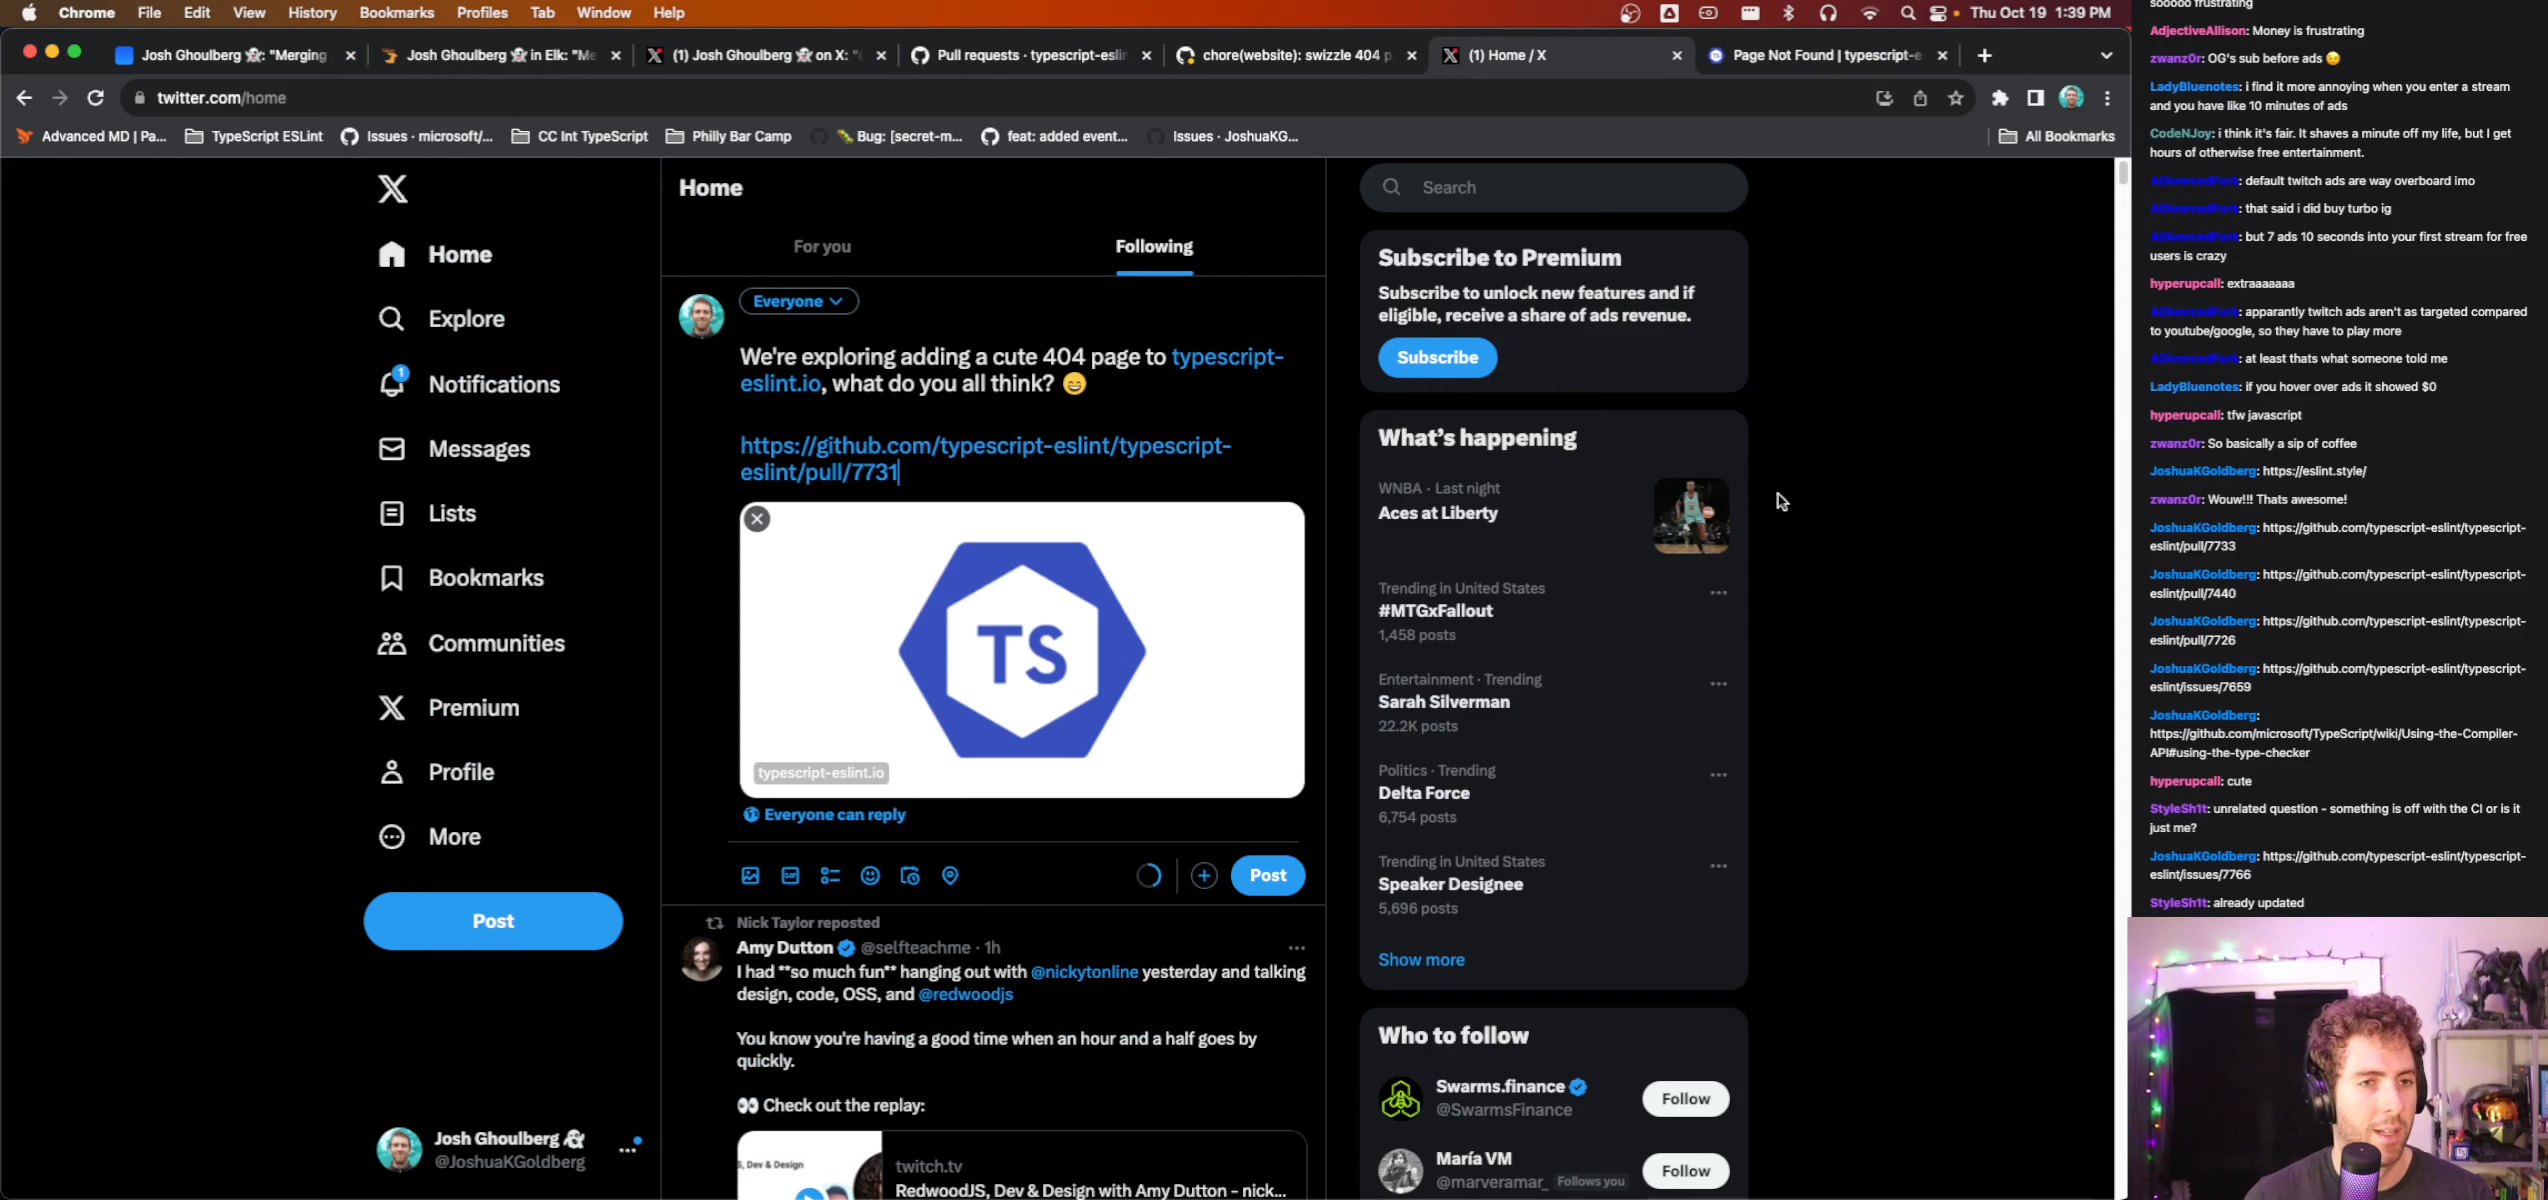 Chrome File Edit View History Bookmarks Profiles Tab Window Help
Thu Oct 19 1:39 PM
Josh Ghoulberg 👻: "Merging
Josh Ghoulberg 👻 in Elk: "Me
(1) Josh Ghoulberg 👻 on X: "
Pull requests · typescript-eslin
chore(website): swizzle 404 p
(1) Home / X
Page Not Found | typescript-e
twitter.com/home
Advanced MD | Pa...
TypeScript ESLint
Issues · microsoft/...
CC Int TypeScript
Philly Bar Camp
🐛 Bug: [secret-m...
feat: added event...
Issues · JoshuaKG...
All Bookmarks
Home
Explore
1
Notifications
Messages
Lists
Bookmarks
Communities
Premium
Profile
More
Post
Josh Ghoulberg 👻
@JoshuaKGoldberg
Home
For you
Following
Everyone
We're exploring adding a cute 404 page to typescript-
eslint.io, what do you all think? 😄
https://github.com/typescript-eslint/typescript-
eslint/pull/7731
TS
typescript-eslint.io
Everyone can reply
GIF
Post
Nick Taylor reposted
Amy Dutton @selfteachme · 1h
I had **so much fun** hanging out with @nickytonline yesterday and talking
design, code, OSS, and @redwoodjs
You know you're having a good time when an hour and a half goes by
quickly.
👀 Check out the replay:
S, Dev & Design
twitch.tv
RedwoodJS, Dev & Design with Amy Dutton - nick...
Search
Subscribe to Premium
Subscribe to unlock new features and if
eligible, receive a share of ads revenue.
Subscribe
What's happening
WNBA · Last night
Aces at Liberty
Trending in United States
#MTGxFallout
1,458 posts
Entertainment · Trending
Sarah Silverman
22.2K posts
Politics · Trending
Delta Force
6,754 posts
Trending in United States
Speaker Designee
5,696 posts
Show more
Who to follow
Swarms.finance
@SwarmsFinance
Follow
María VM
@marveramar_ Follows you
Follow
sooooo frustrating
AdjectiveAllison: Money is frustrating
zwanz0r: OG's sub before ads 😉
LadyBluenotes: i find it more annoying when you enter a stream
and you have like 10 minutes of ads
CodeNJoy: i think it's fair. It shaves a minute off my life, but I get
hours of otherwise free entertainment.
ADivorcedFork: default twitch ads are way overboard imo
ADivorcedFork: that said i did buy turbo ig
ADivorcedFork: but 7 ads 10 seconds into your first stream for free
users is crazy
hyperupcall: extraaaaaaa
ADivorcedFork: apparantly twitch ads aren't as targeted compared
to youtube/google, so they have to play more
ADivorcedFork: at least thats what someone told me
LadyBluenotes: if you hover over ads it showed $0
hyperupcall: tfw javascript
zwanz0r: So basically a sip of coffee
JoshuaKGoldberg: https://eslint.style/
zwanz0r: Wouw!!! Thats awesome!
JoshuaKGoldberg: https://github.com/typescript-eslint/typescript-
eslint/pull/7733
JoshuaKGoldberg: https://github.com/typescript-eslint/typescript-
eslint/pull/7440
JoshuaKGoldberg: https://github.com/typescript-eslint/typescript-
eslint/pull/7726
JoshuaKGoldberg: https://github.com/typescript-eslint/typescript-
eslint/issues/7659
JoshuaKGoldberg:
https://github.com/microsoft/TypeScript/wiki/Using-the-Compiler-
API#using-the-type-checker
hyperupcall: cute
StyleSh1t: unrelated question - something is off with the CI or is it
just me?
JoshuaKGoldberg: https://github.com/typescript-eslint/typescript-
eslint/issues/7766
StyleSh1t: already updated